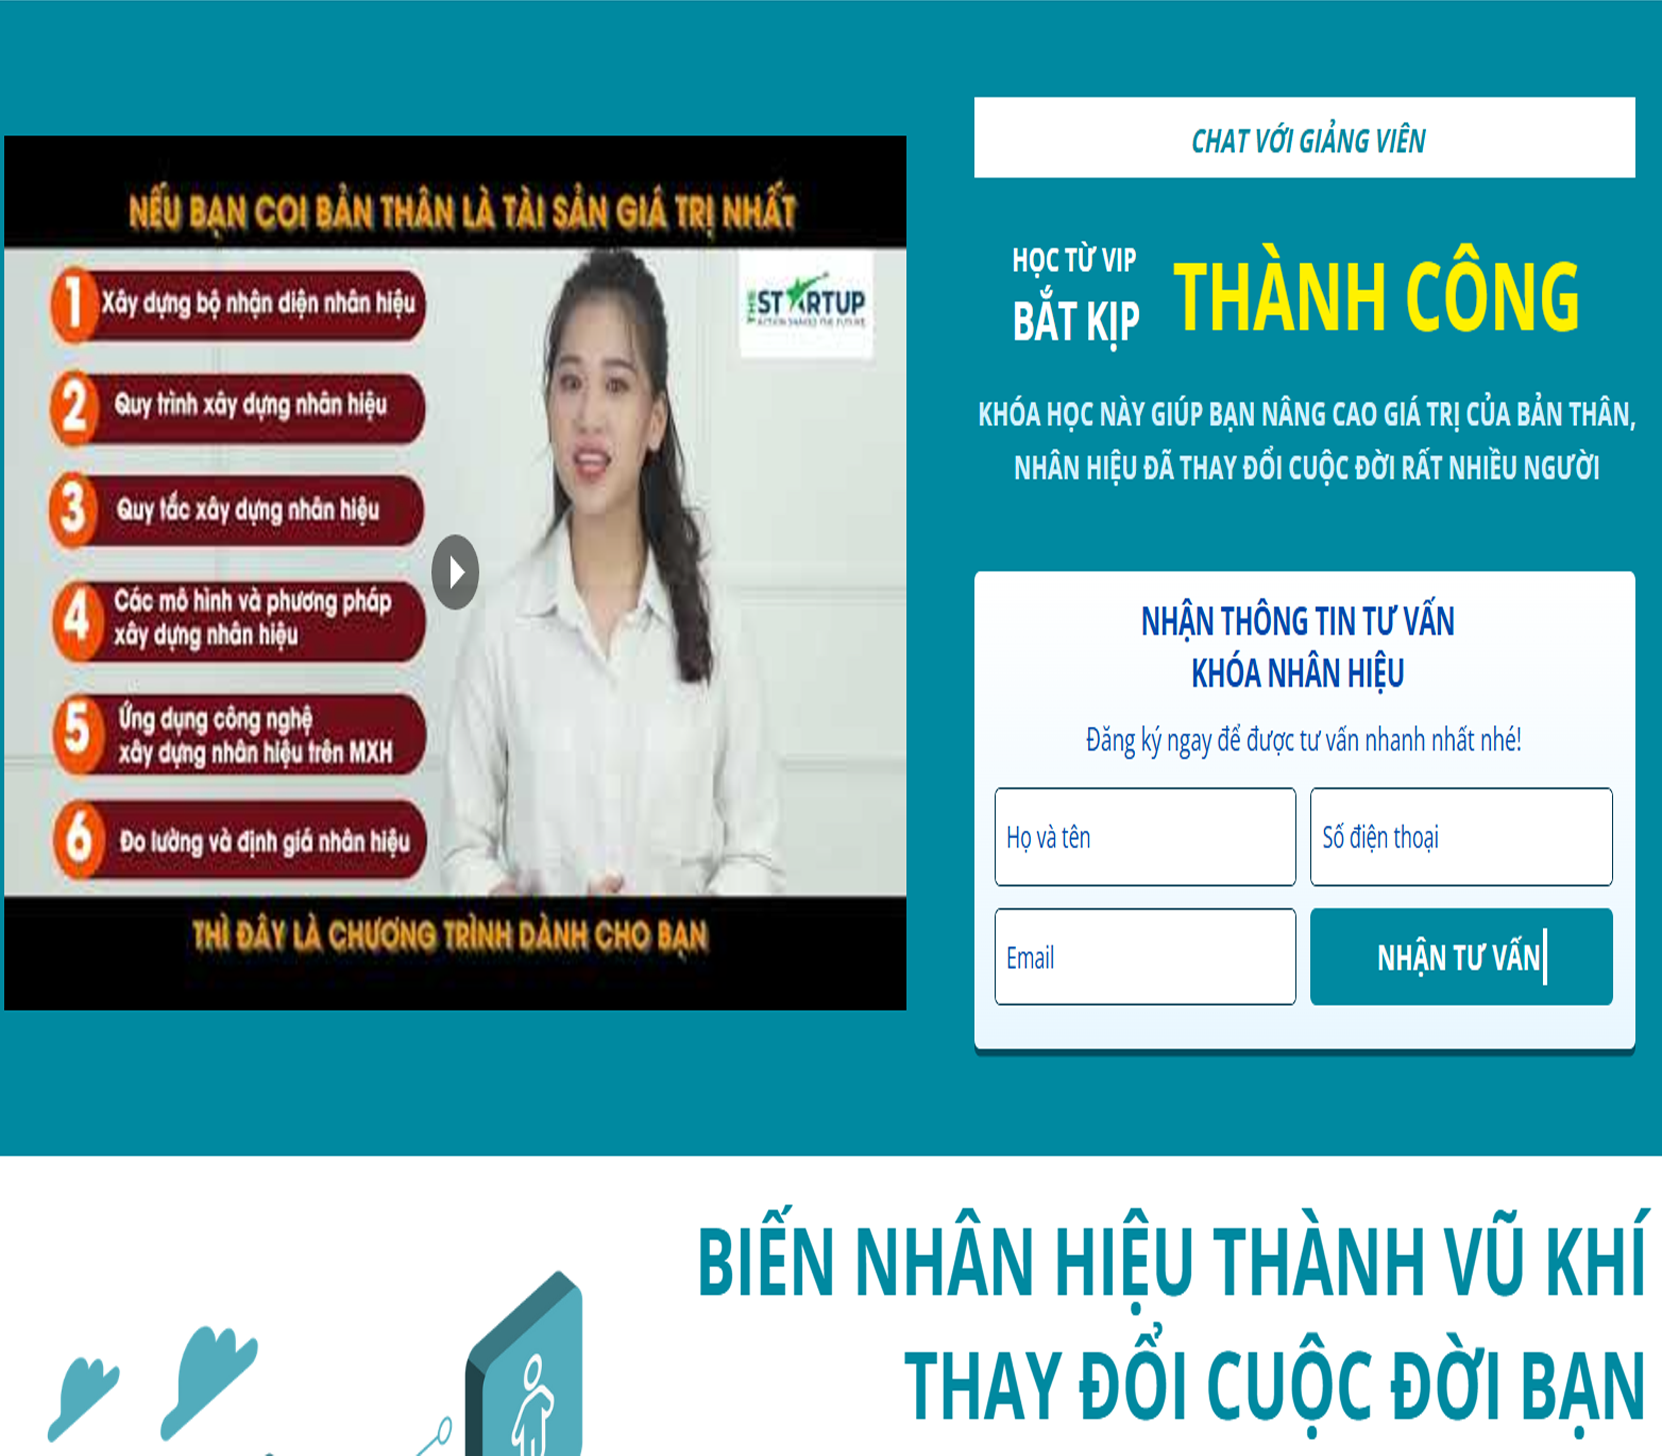 NẾU BẠN COI BẢN THÂN LÀ TÀI SẢN GIÁ TRỊ NHẤT
1 Xây dựng bộ nhận diện nhân hiệu
2 Quy trình xây dựng nhân hiệu
3 Quy tắc xây dựng nhân hiệu
4 Các mô hình và phương pháp
xây dựng nhân hiệu
5 Ứng dụng công nghệ
xây dựng nhân hiệu trên MXH
6 Đo lường và định giá nhân hiệu
THE STARTUP
THÌ ĐÂY LÀ CHƯƠNG TRÌNH DÀNH CHO BẠN
CHAT VỚI GIẢNG VIÊN
HỌC TỪ VIP
BẮT KỊP
THÀNH CÔNG
KHÓA HỌC NÀY GIÚP BẠN NÂNG CAO GIÁ TRỊ CỦA BẢN THÂN,
NHÂN HIỆU ĐÃ THAY ĐỔI CUỘC ĐỜI RẤT NHIỀU NGƯỜI
NHẬN THÔNG TIN TƯ VẤN
KHÓA NHÂN HIỆU
Đăng ký ngay để được tư vấn nhanh nhất nhé!
Họ và tên
Số điện thoại
Email
NHẬN TƯ VẤN
BIẾN NHÂN HIỆU THÀNH VŨ KHÍ
THAY ĐỔI CUỘC ĐỜI BẠN